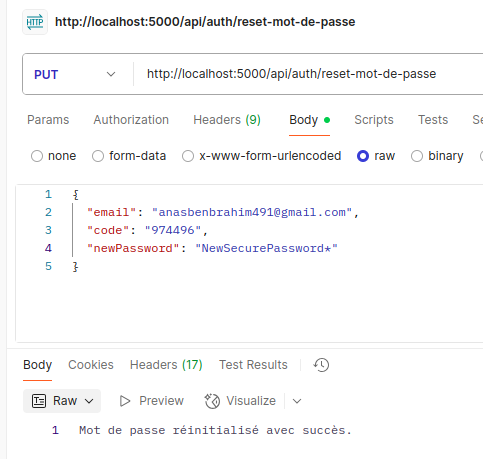 HTTP http://localhost:5000/api/auth/reset-mot-de-passe
PUT http://localhost:5000/api/auth/reset-mot-de-passe
Params Authorization Headers (9) Body Scripts Tests Se
none form-data x-www-form-urlencoded raw binary
1 {
2 "email": "anasbenbrahim491@gmail.com",
3 "code": "974496",
4 "newPassword": "NewSecurePassword*"
5 }
Body Cookies Headers (17) Test Results
Raw Preview Visualize
1 Mot de passe réinitialisé avec succès.